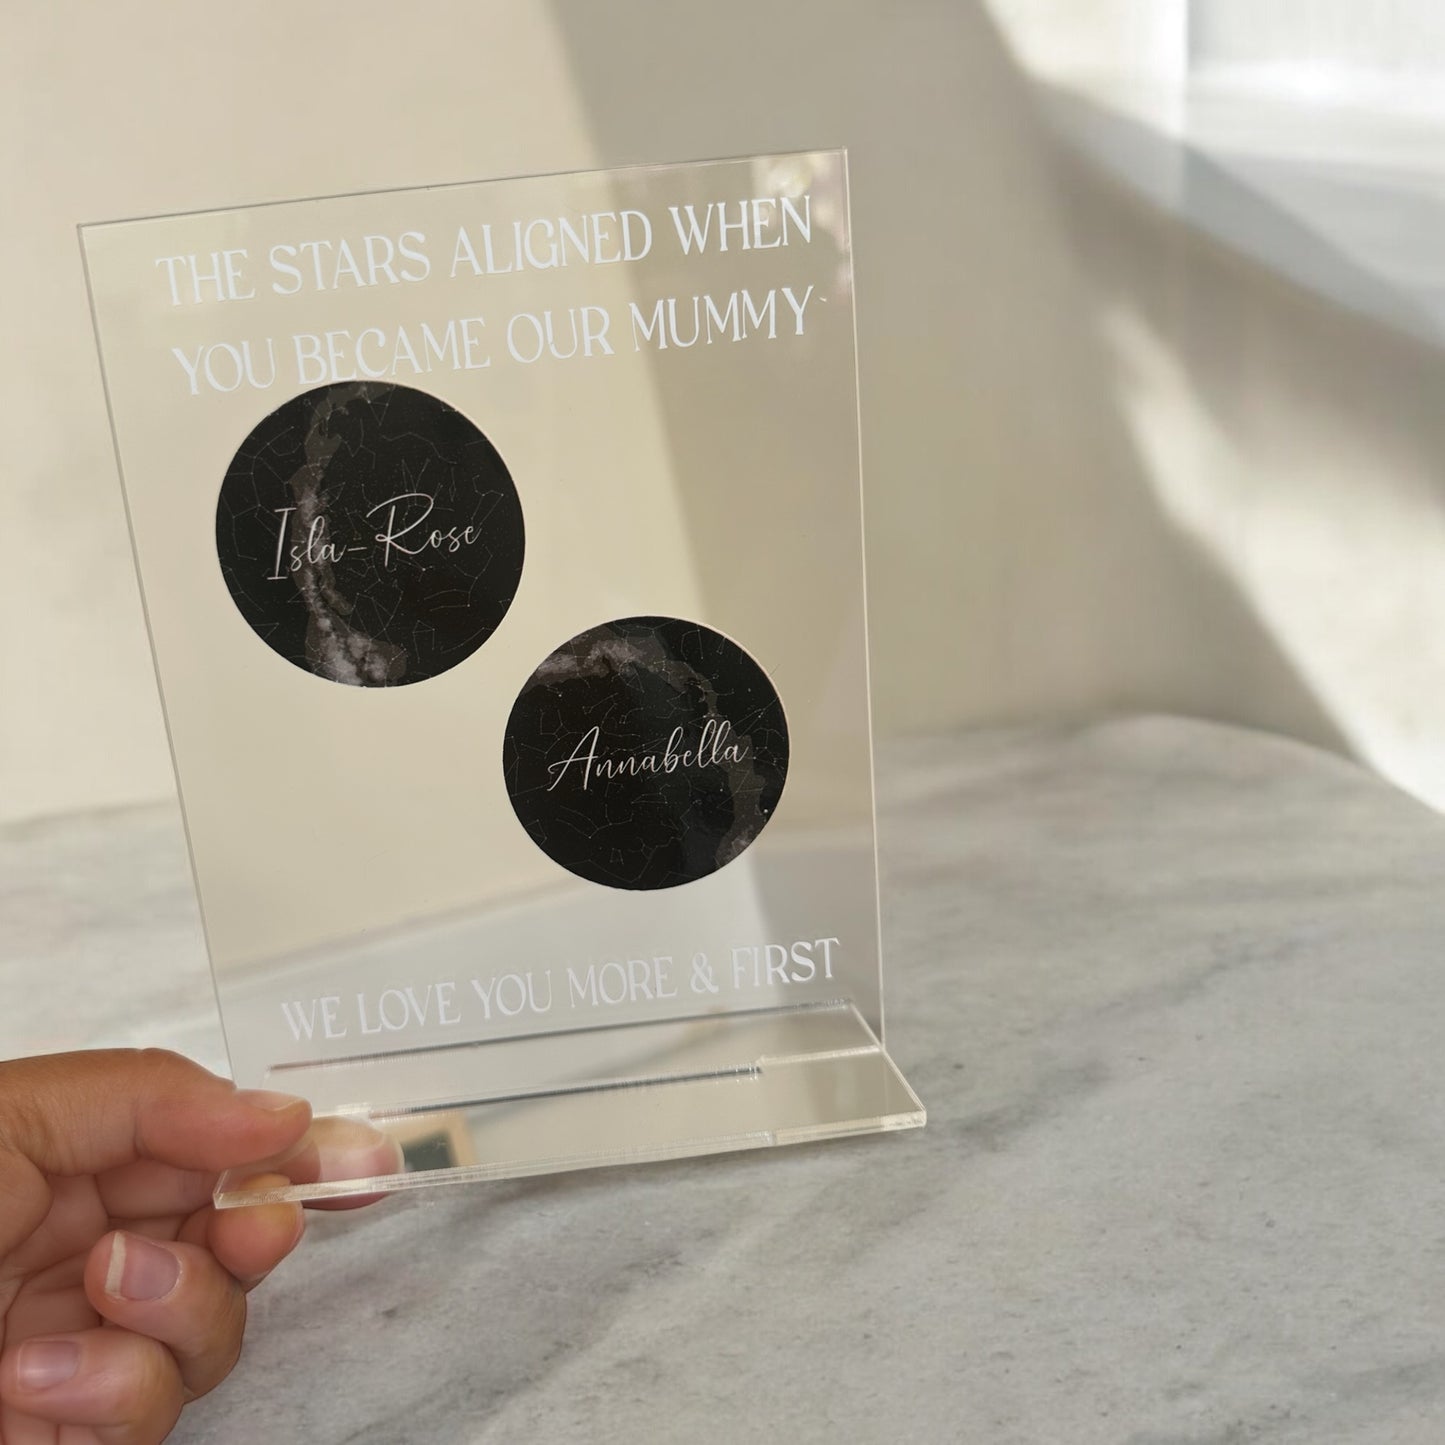 THE STARS ALIGNED WHEN
YOU BECAME OUR MUMMY
Isla-Rose
Annabella
WE LOVE YOU MORE & FIRST